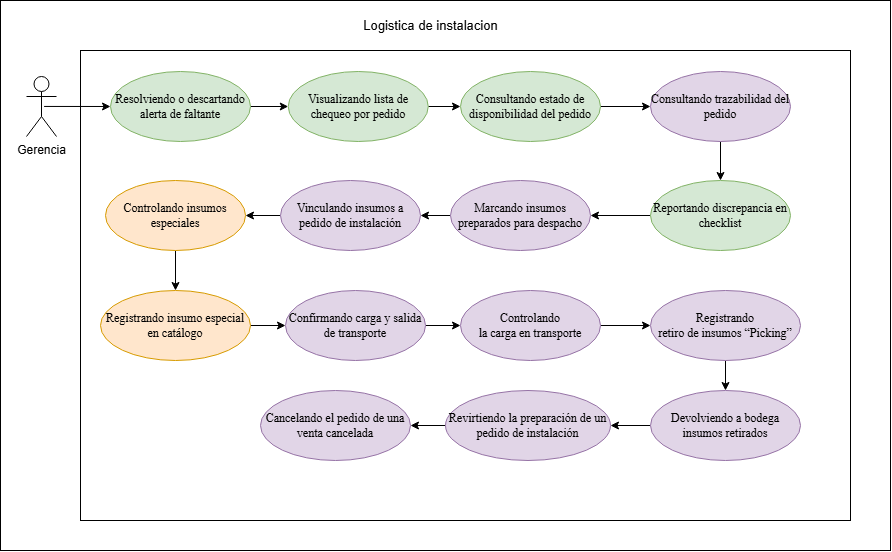 Logistica de instalacion
Gerencia
Resolviendo o descartando
alerta de faltante
Visualizando lista de
chequeo por pedido
Consultando estado de
disponibilidad del pedido
Consultando trazabilidad del
pedido
Controlando insumos
especiales
Vinculando insumos a
pedido de instalación
Marcando insumos
preparados para despacho
Reportando discrepancia en
checklist
Registrando insumo especial
en catálogo
Confirmando carga y salida
de transporte
Controlando
la carga en transporte
Registrando
retiro de insumos “Picking”
Cancelando el pedido de una
venta cancelada
Revirtiendo la preparación de un
pedido de instalación
Devolviendo a bodega
insumos retirados